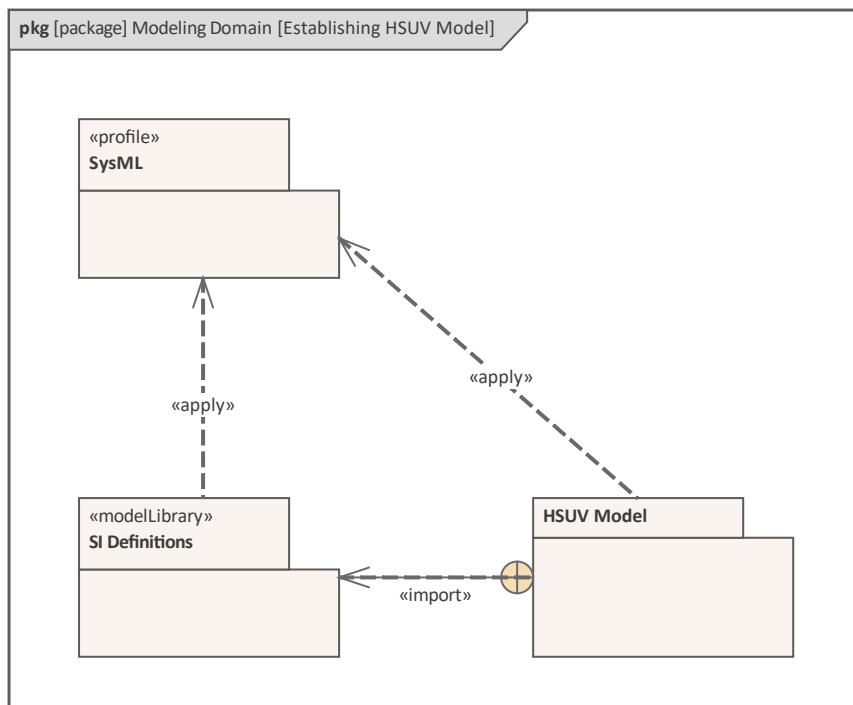 pkg [package] Modeling Domain [Establishing HSUV Model]
«profile»
SysML
«apply»
«apply»
«modelLibrary»
SI Definitions
HSUV Model
«import»